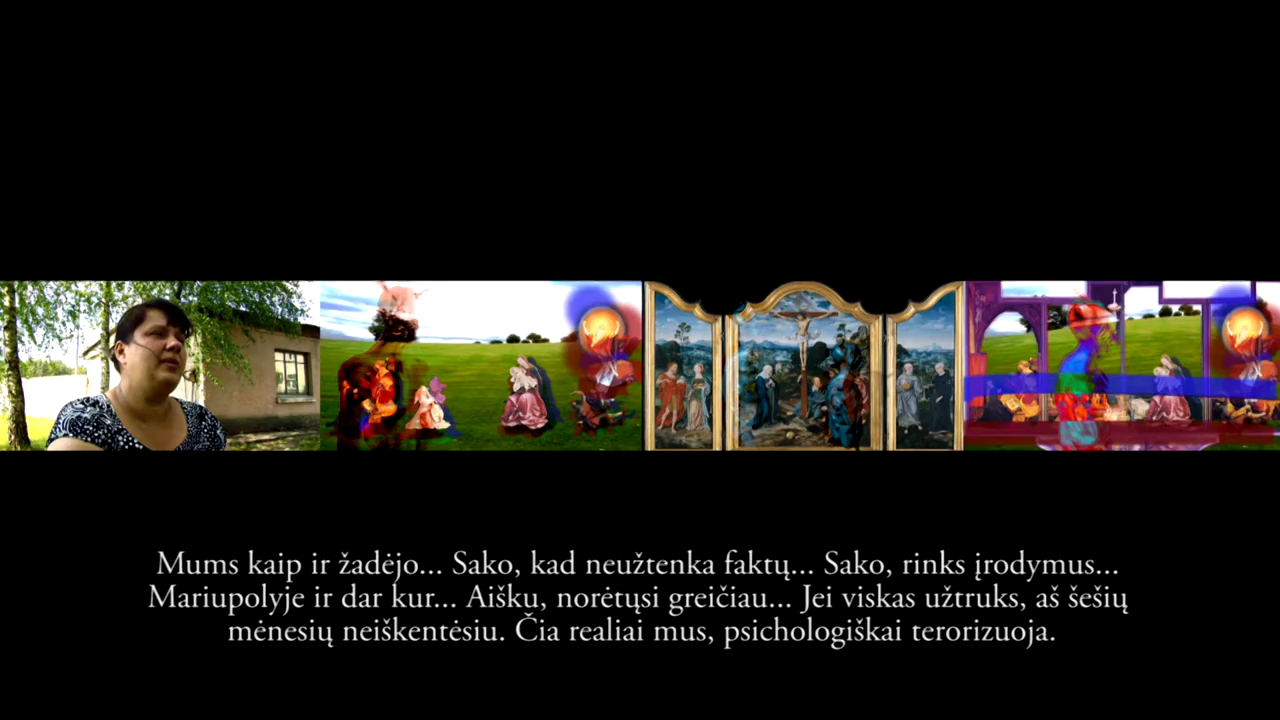 Mums kaip ir žadėjo... Sako, kad neužtenka faktų... Sako, rinks įrodymus...
Mariupolyje ir dar kur... Aišku, norėtųsi greičiau... Jei viskas užtruks, aš šešių
mėnesių neiškentėsiu. Čia realiai mus, psichologiškai terorizuoja.